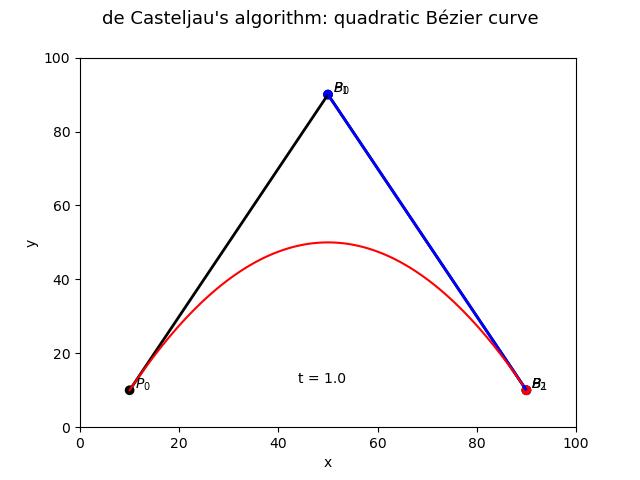 de Casteljau's algorithm: quadratic Bézier curve
100
80
60
40
20
0
y
P₀
t = 1.0
0 20 40 60 80 100
x